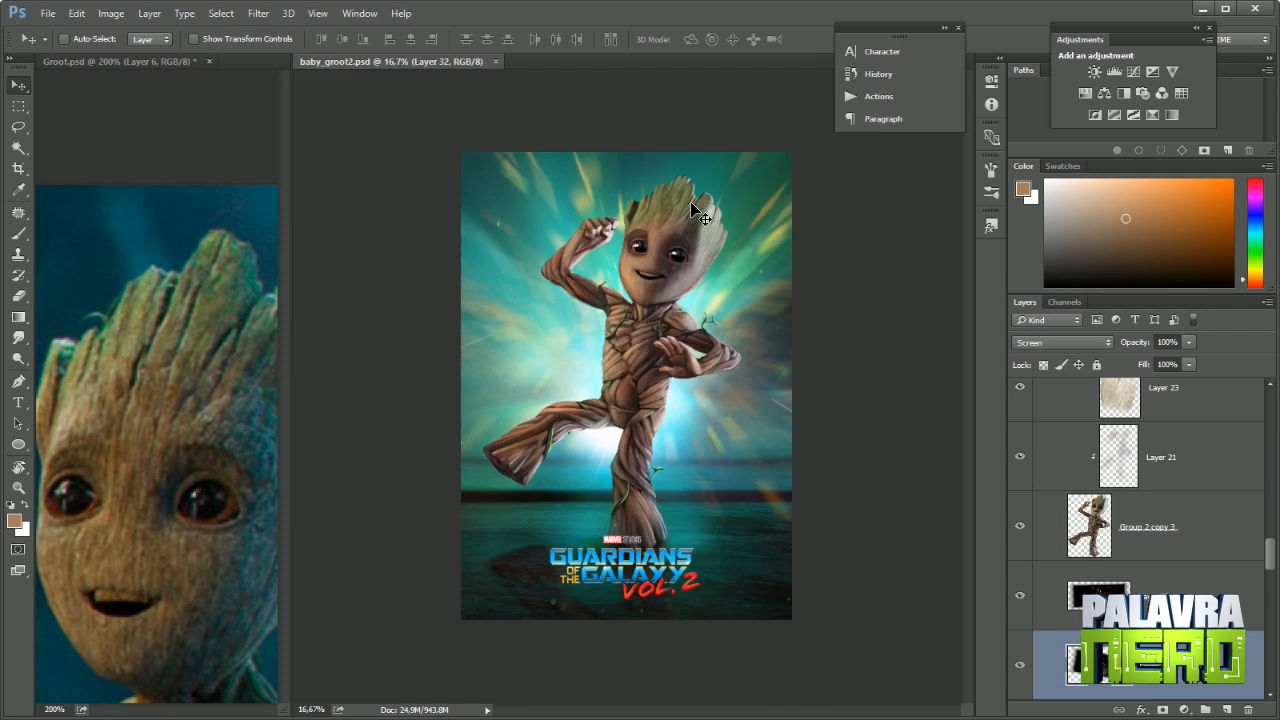 Ps File Edit Image Layer Type Select Filter 3D View Window Help
Auto-Select: Layer Show Transform Controls 3D Mode:
Groot.psd @ 200% (Layer 6, RGB/8) * ×
baby_groot2.psd @ 16,7% (Layer 32, RGB/8) ×
Character
History
Actions
Paragraph
Adjustments
Add an adjustment
Paths
Color Swatches
Layers Channels
Kind
Screen Opacity: 100%
Lock: Fill: 100%
Layer 23
Layer 21
Group 2 copy 3
MARVEL STUDIOS
GUARDIANS
OF THE GALAXY
VOL. 2
PALAVRA
NERD
200%
16,67% Doc: 24,9M/943,8M